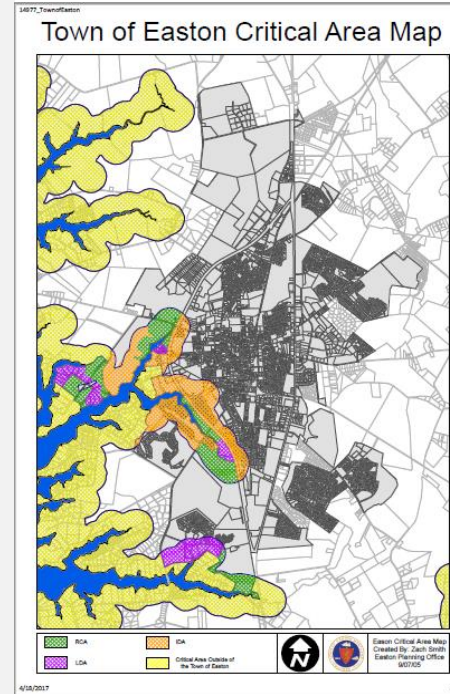 14877_TownofEaston
Town of Easton Critical Area Map
RCA
IDA
LDA
Critical Area Outside of
the Town of Easton
N
Eason Critical Area Map
Created By: Zach Smith
Easton Planning Office
9/07/05
4/18/2017